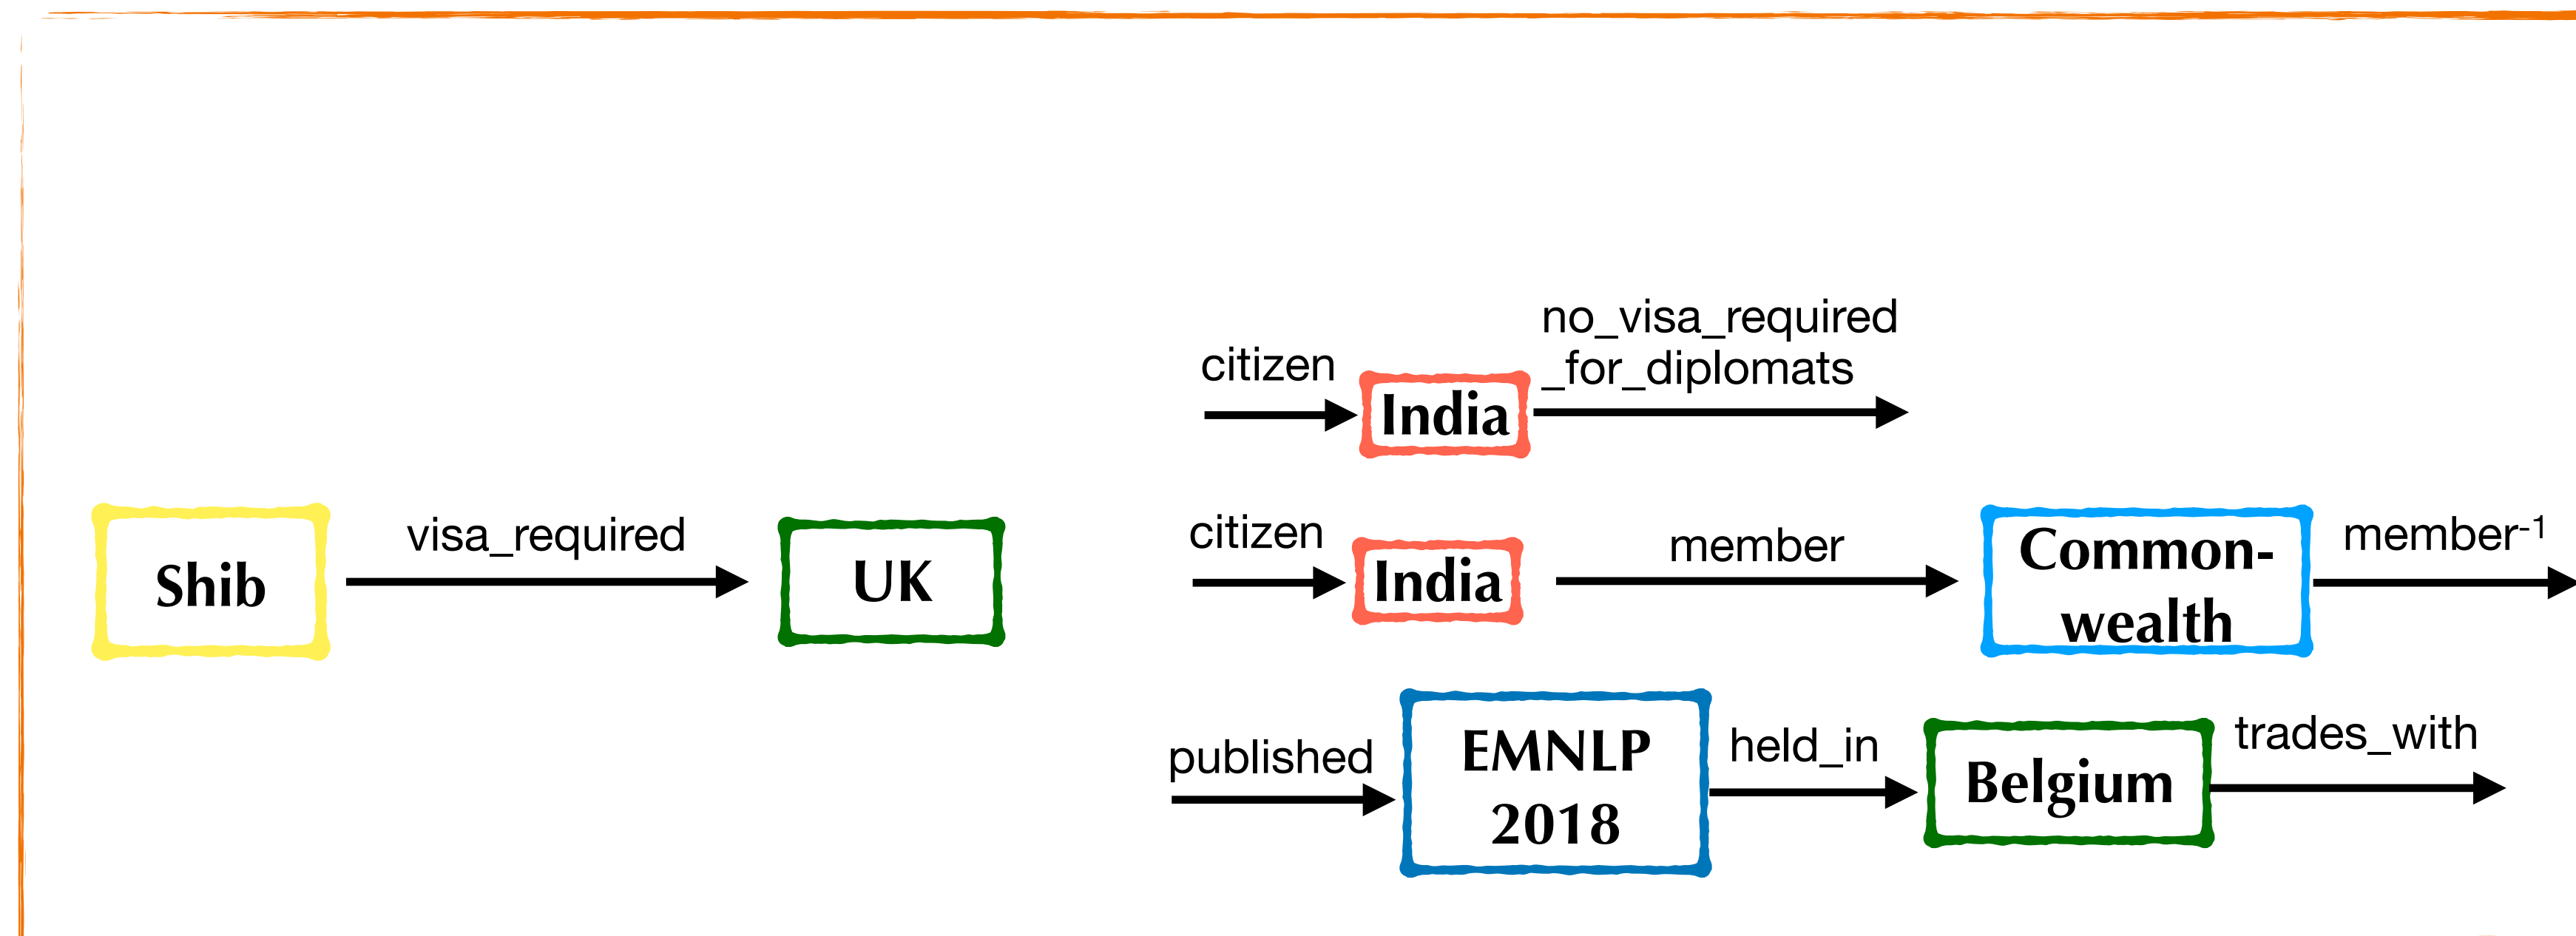 no_visa_required
_for_diplomats
citizen
India
Shib
visa_required
UK
citizen
India
member
Common-
wealth
member⁻¹
published
EMNLP
2018
held_in
Belgium
trades_with